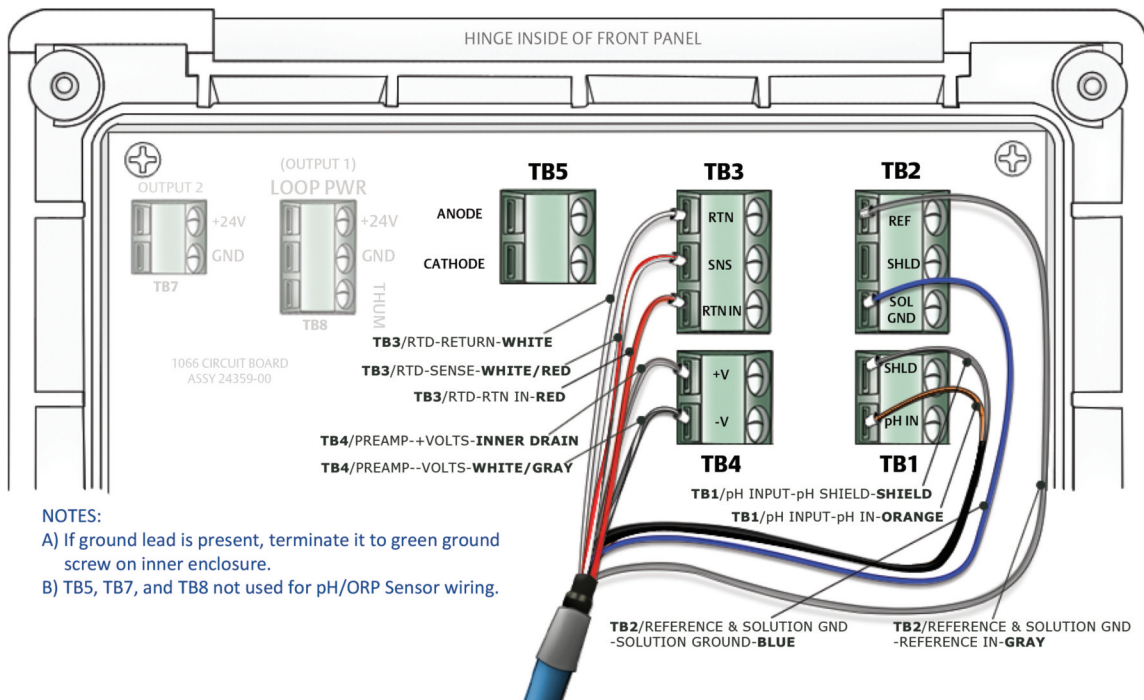 HINGE INSIDE OF FRONT PANEL
OUTPUT 2
+24V
GND
TB7
(OUTPUT 1)
LOOP PWR
+24V
GND
THUM
TB8
1066 CIRCUIT BOARD
ASSY 24359-00
TB5
ANODE
CATHODE
TB3
RTN
SNS
RTN IN
TB2
REF
SHLD
SOL
GND
TB3/RTD-RETURN-WHITE
TB3/RTD-SENSE-WHITE/RED
TB3/RTD-RTN IN-RED
TB4/PREAMP-+VOLTS-INNER DRAIN
TB4/PREAMP--VOLTS-WHITE/GRAY
+V
-V
TB4
SHLD
pH IN
TB1
TB1/pH INPUT-pH SHIELD-SHIELD
TB1/pH INPUT-pH IN-ORANGE
NOTES:
A) If ground lead is present, terminate it to green ground
screw on inner enclosure.
B) TB5, TB7, and TB8 not used for pH/ORP Sensor wiring.
TB2/REFERENCE & SOLUTION GND
-SOLUTION GROUND-BLUE
TB2/REFERENCE & SOLUTION GND
-REFERENCE IN-GRAY